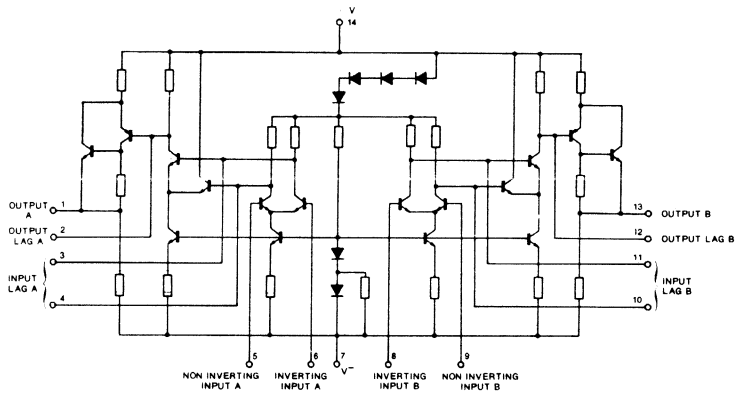 V
14
OUTPUT A 1
OUTPUT LAG A 2
INPUT LAG A 3
4
13 OUTPUT B
12 OUTPUT LAG B
11 INPUT LAG B
10
5 6 7 8 9
NON INVERTING INPUT A
INVERTING INPUT A
V–
INVERTING INPUT B
NON INVERTING INPUT B